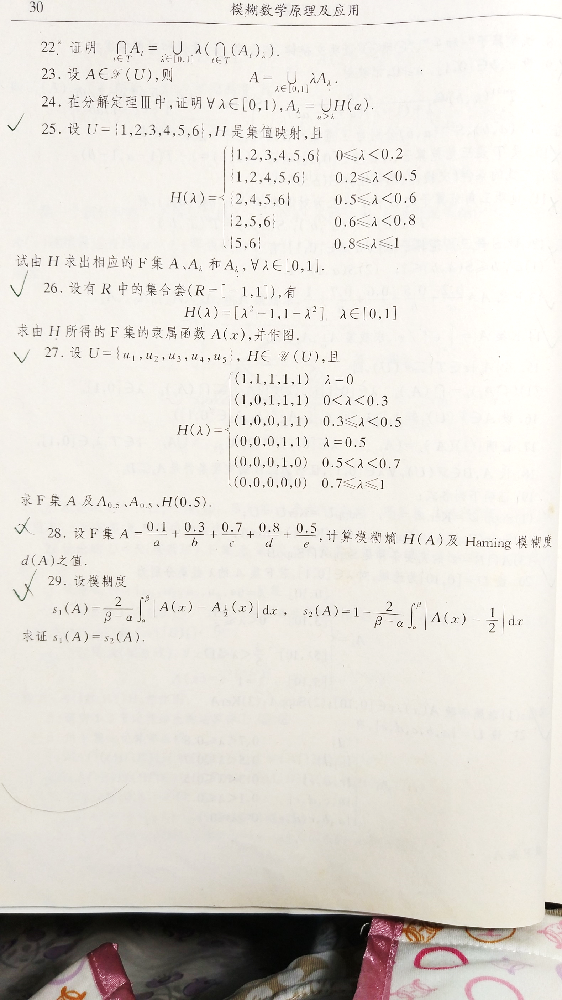 30 模糊数学原理及应用
22.* 证明 ⋂_{t∈T} A_t = ⋃_{λ∈[0,1]} λ(⋂_{t∈T} (A_t)_λ).
23. 设 A∈ℱ(U),则 A = ⋃_{λ∈[0,1]} λA_λ̣.
24. 在分解定理Ⅲ中,证明∀λ∈[0,1),A_λ̣ = ⋃_{α>λ} H(α).
25. 设 U={1,2,3,4,5,6},H 是集值映射,且
{1,2,3,4,5,6} 0⩽λ<0.2
{1,2,4,5,6} 0.2⩽λ<0.5
H(λ)= {2,4,5,6} 0.5⩽λ<0.6
{2,5,6} 0.6⩽λ<0.8
{5,6} 0.8⩽λ⩽1
试由 H 求出相应的 F 集 A、A_λ 和 A_λ̣,∀λ∈[0,1].
26. 设有 R 中的集合套(R=[-1,1]),有
H(λ)=[λ²-1,1-λ²] λ∈[0,1]
求由 H 所得的 F 集的隶属函数 A(x),并作图.
27. 设 U={u₁,u₂,u₃,u₄,u₅}, H∈𝒰(U),且
(1,1,1,1,1) λ=0
(1,0,1,1,1) 0<λ<0.3
(1,0,0,1,1) 0.3⩽λ<0.5
H(λ)=
(0,0,0,1,1) λ=0.5
(0,0,0,1,0) 0.5<λ<0.7
(0,0,0,0,0) 0.7⩽λ⩽1
求 F 集 A 及 A_0.5̣、A_0.5、H(0.5).
28. 设 F 集 A = 0.1/a + 0.3/b + 0.7/c + 0.8/d + 0.5/e,计算模糊熵 H(A)及 Haming 模糊度
d(A)之值.
29. 设模糊度
s₁(A)= 2/(β-α) ∫_α^β |A(x) - A_{1/2}(x)|dx, s₂(A)=1- 2/(β-α) ∫_α^β |A(x) - 1/2|dx
求证 s₁(A)=s₂(A).